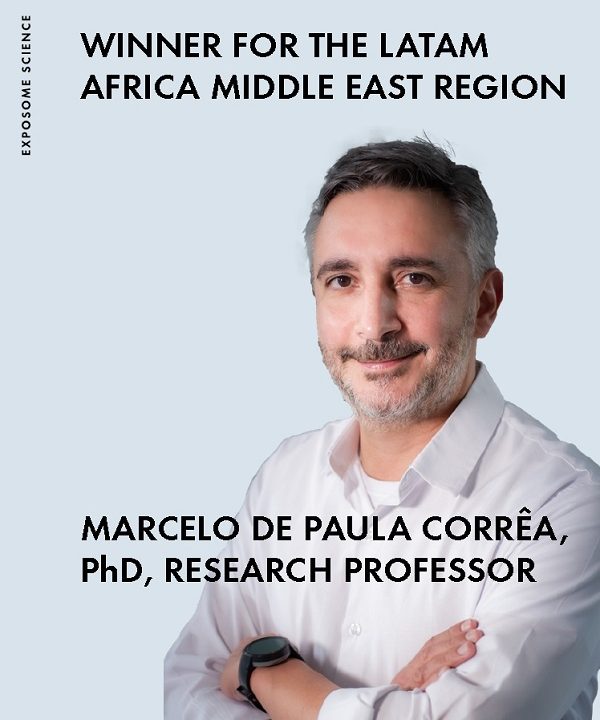 EXPOSOME SCIENCE
WINNER FOR THE LATAM
AFRICA MIDDLE EAST REGION
MARCELO DE PAULA CORRÊA,
PhD, RESEARCH PROFESSOR